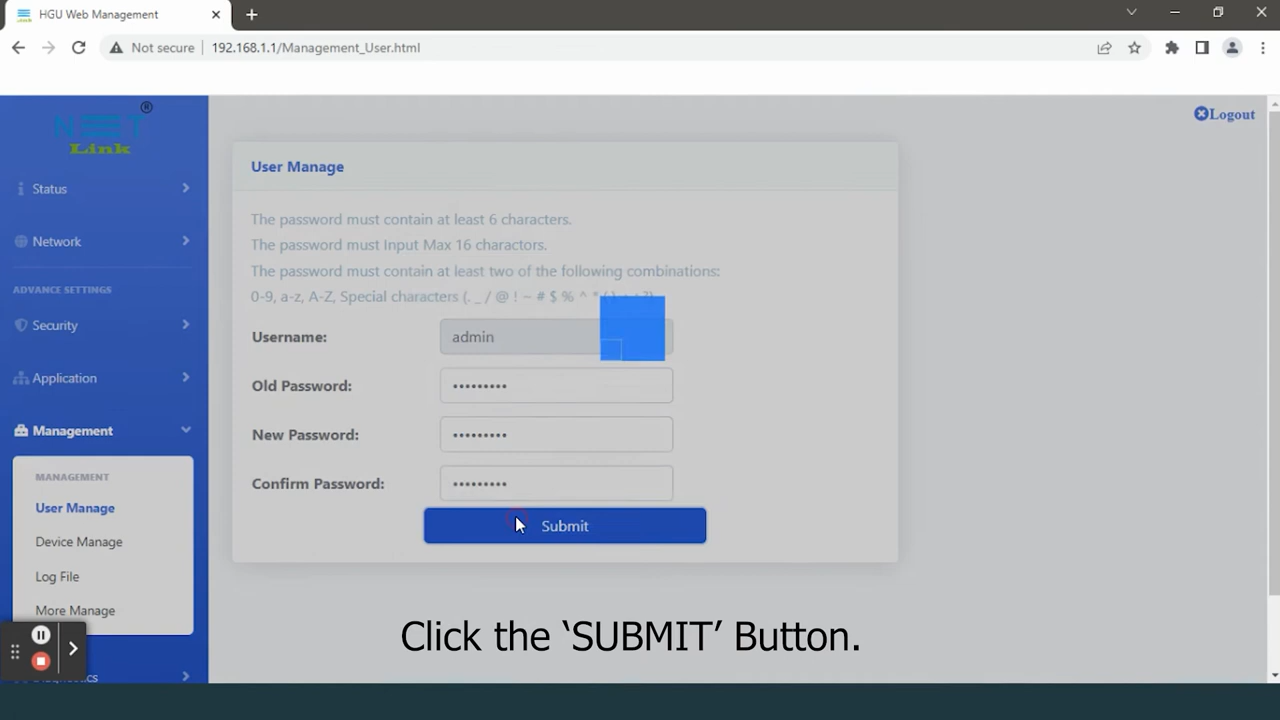 HGU Web Management
Not secure
192.168.1.1/Management_User.html
NEET
Link
®
Logout
Status
Network
ADVANCE SETTINGS
Security
Application
Management
MANAGEMENT
User Manage
Device Manage
Log File
More Manage
User Manage
The password must contain at least 6 characters.
The password must Input Max 16 charactors.
The password must contain at least two of the following combinations:
0-9, a-z, A-Z, Special characters (. _ / @ ! ~ # $ % ^ *
Username:
admin
Old Password:
New Password:
Confirm Password:
Submit
Click the ‘SUBMIT’ Button.